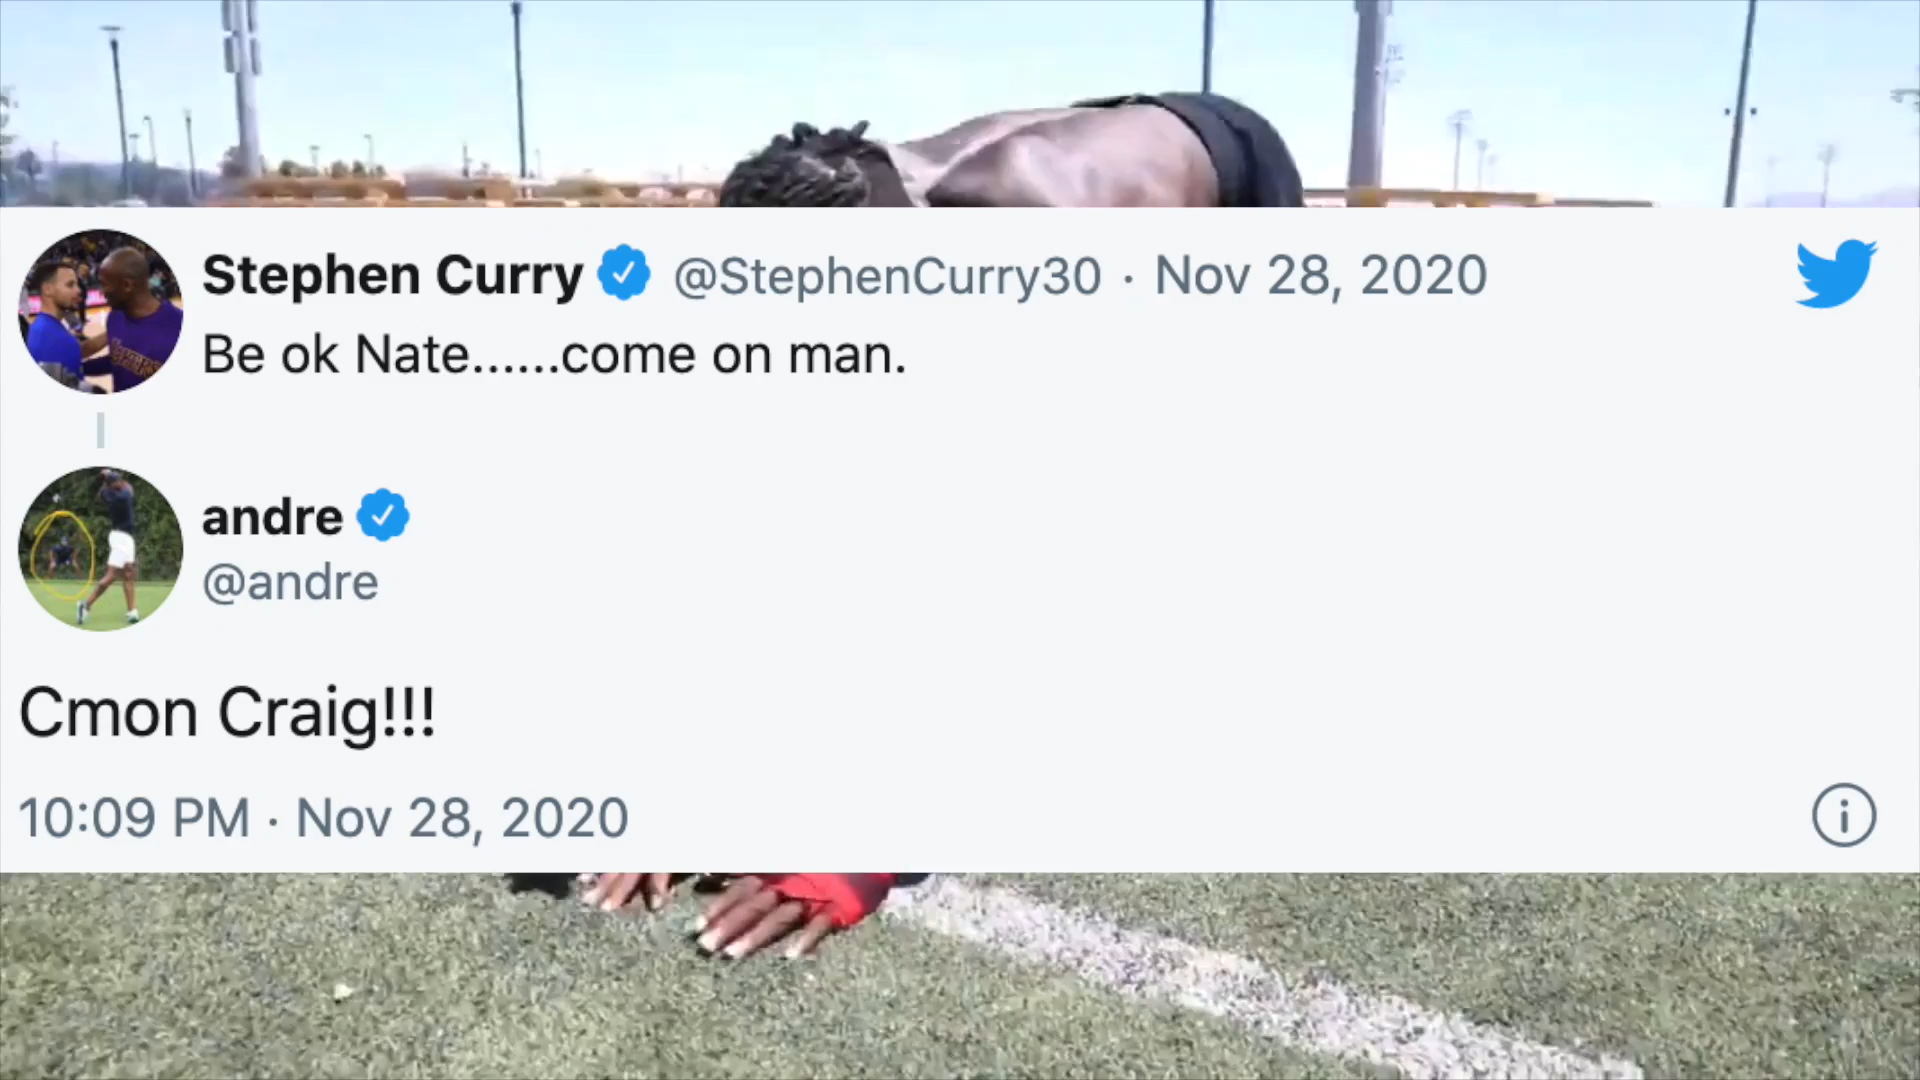 Stephen Curry @StephenCurry30 · Nov 28, 2020
Be ok Nate......come on man.
andre
@andre
Cmon Craig!!!
10:09 PM · Nov 28, 2020